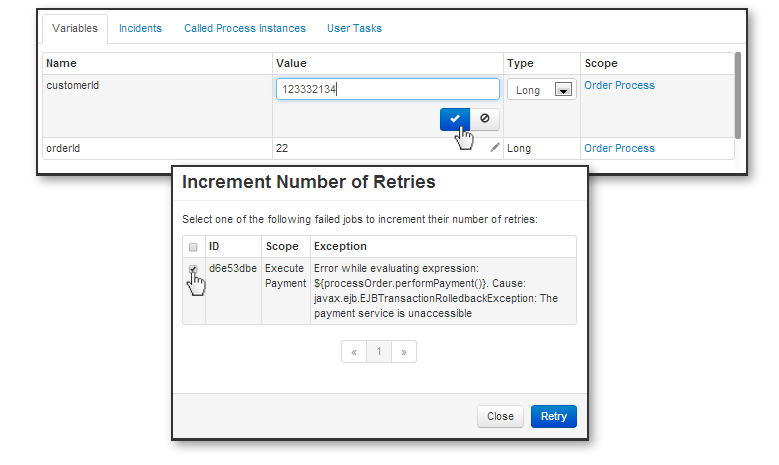 Variables Incidents Called Process Instances User Tasks
Name Value Type Scope
customerId 123332134 Long Order Process
orderId 22 Long Order Process
Increment Number of Retries
Select one of the following failed jobs to increment their number of retries:
ID Scope Exception
d6e53dbe Execute Error while evaluating expression:
Payment ${processOrder.performPayment()}. Cause:
javax.ejb.EJBTransactionRolledbackException: The
payment service is unaccessible
« 1 »
Close Retry